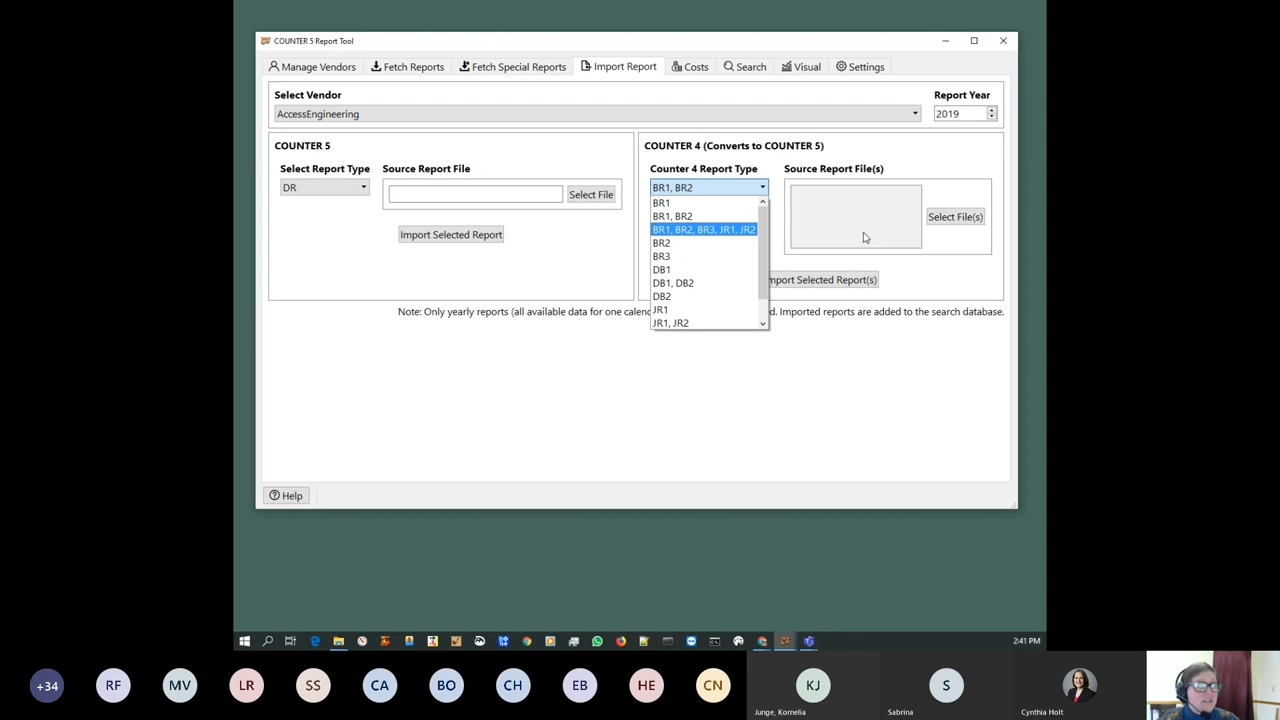 COUNTER 5 Report Tool
Manage Vendors
Fetch Reports
Fetch Special Reports
Import Report
Costs
Search
Visual
Settings
Select Vendor
Report Year
AccessEngineering
2019
COUNTER 5
COUNTER 4 (Converts to COUNTER 5)
Select Report Type
Source Report File
Counter 4 Report Type
Source Report File(s)
DR
Select File
BR1, BR2
BR1
BR1, BR2
BR1, BR2, BR3, JR1, JR2
BR2
BR3
DB1
DB1, DB2
DB2
JR1
JR1, JR2
Select File(s)
Import Selected Report
mport Selected Report(s)
Note: Only yearly reports (all available data for one calen
d. Imported reports are added to the search database.
Help
2:41 PM
+34
RF
MV
LR
SS
CA
BO
CH
EB
HE
CN
KJ
S
Junge, Kornelia
Sabrina
Cynthia Holt